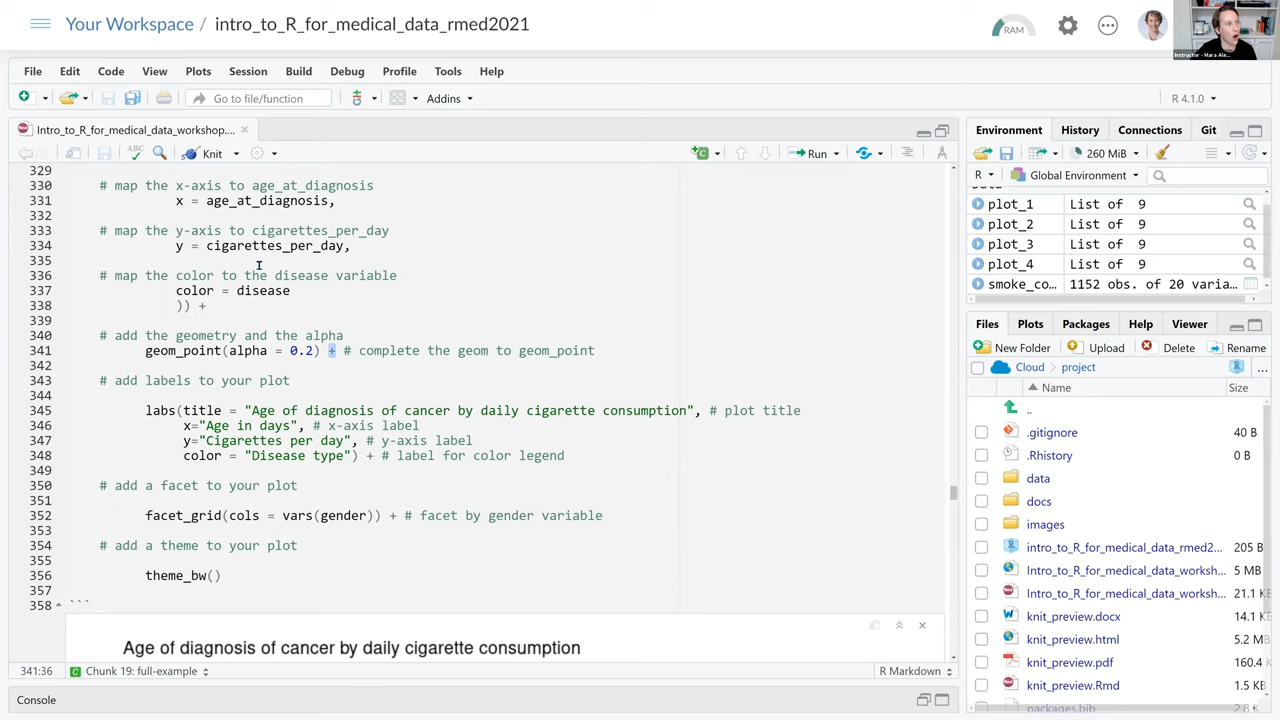 Your Workspace / intro_to_R_for_medical_data_rmed2021
RAM
Instructor - Mara Ale...
File Edit Code View Plots Session Build Debug Profile Tools Help
Go to file/function
Addins
R 4.1.0
Intro_to_R_for_medical_data_workshop....
Knit
Run
329
330 # map the x-axis to age_at_diagnosis
331 x = age_at_diagnosis,
332
333 # map the y-axis to cigarettes_per_day
334 y = cigarettes_per_day,
335
336 # map the color to the disease variable
337 color = disease
338 )) +
339
340 # add the geometry and the alpha
341 geom_point(alpha = 0.2) + # complete the geom to geom_point
342
343 # add labels to your plot
344
345 labs(title = "Age of diagnosis of cancer by daily cigarette consumption", # plot title
346 x="Age in days", # x-axis label
347 y="Cigarettes per day", # y-axis label
348 color = "Disease type") + # label for color legend
349
350 # add a facet to your plot
351
352 facet_grid(cols = vars(gender)) + # facet by gender variable
353
354 # add a theme to your plot
355
356 theme_bw()
357
358 ```
Age of diagnosis of cancer by daily cigarette consumption
341:36 Chunk 19: full-example R Markdown
Console
Environment History Connections Git
260 MiB
R Global Environment
plot_1 List of 9
plot_2 List of 9
plot_3 List of 9
plot_4 List of 9
smoke_co... 1152 obs. of 20 varia...
Files Plots Packages Help Viewer
New Folder Upload Delete Rename
Cloud project ...
Name Size
..
.gitignore 40 B
.Rhistory 0 B
data
docs
images
intro_to_R_for_medical_data_rmed2... 205 B
Intro_to_R_for_medical_data_worksh... 5 MB
Intro_to_R_for_medical_data_worksh... 21.1 K
knit_preview.docx 14.1 K
knit_preview.html 5.2 M
knit_preview.pdf 160.4
knit_preview.Rmd 1.5 K
packages.bib 2.8 K